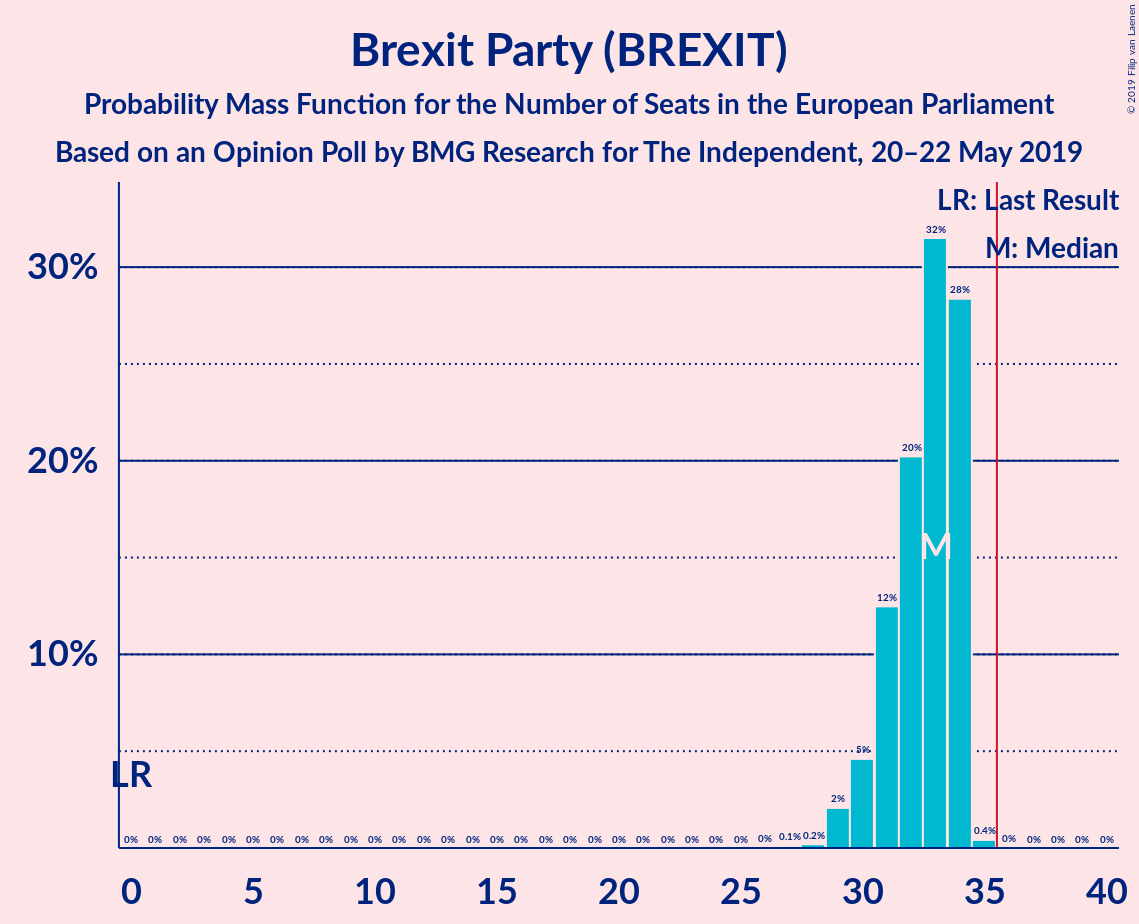 Brexit Party (BREXIT)
Probability Mass Function for the Number of Seats in the European Parliament
Based on an Opinion Poll by BMG Research for The Independent, 20–22 May 2019
© 2019 Filip van Laenen
LR: Last Result
M: Median
30%
20%
10%
32%
28%
20%
M
12%
5%
2%
LR
0% 0% 0% 0% 0% 0% 0% 0% 0% 0% 0% 0% 0% 0% 0% 0% 0% 0% 0% 0% 0% 0% 0% 0% 0% 0% 0% 0.1% 0.2% 0.4% 0% 0% 0% 0% 0%
0 5 10 15 20 25 30 35 40